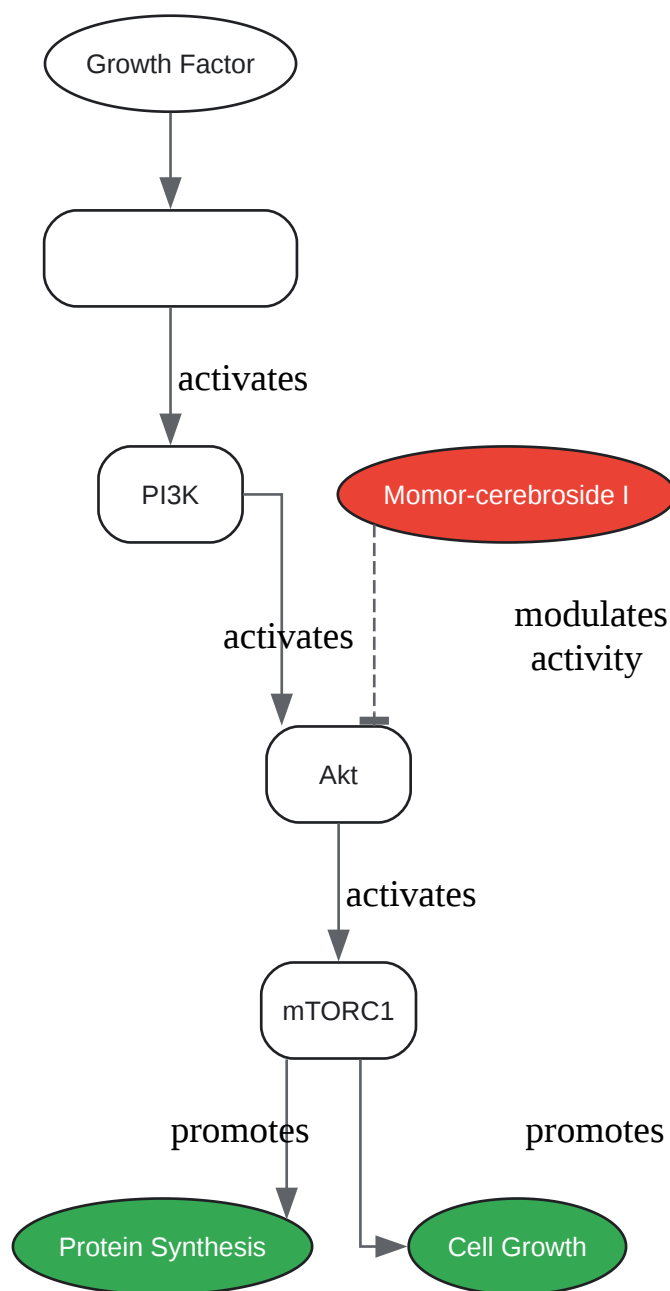 Growth Factor
activates
PI3K
Momor-cerebroside I
modulates
activity
activates
Akt
activates
mTORC1
promotes
promotes
Protein Synthesis
Cell Growth